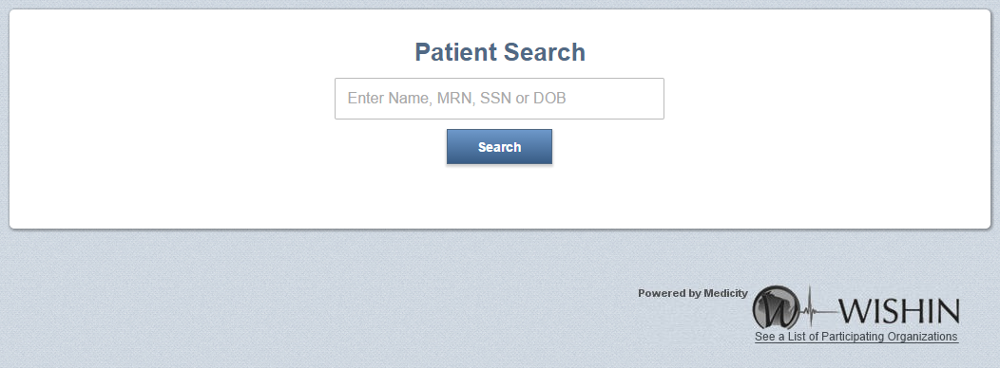 Patient Search
Enter Name, MRN, SSN or DOB
Search
Powered by Medicity
W WISHIN
See a List of Participating Organizations